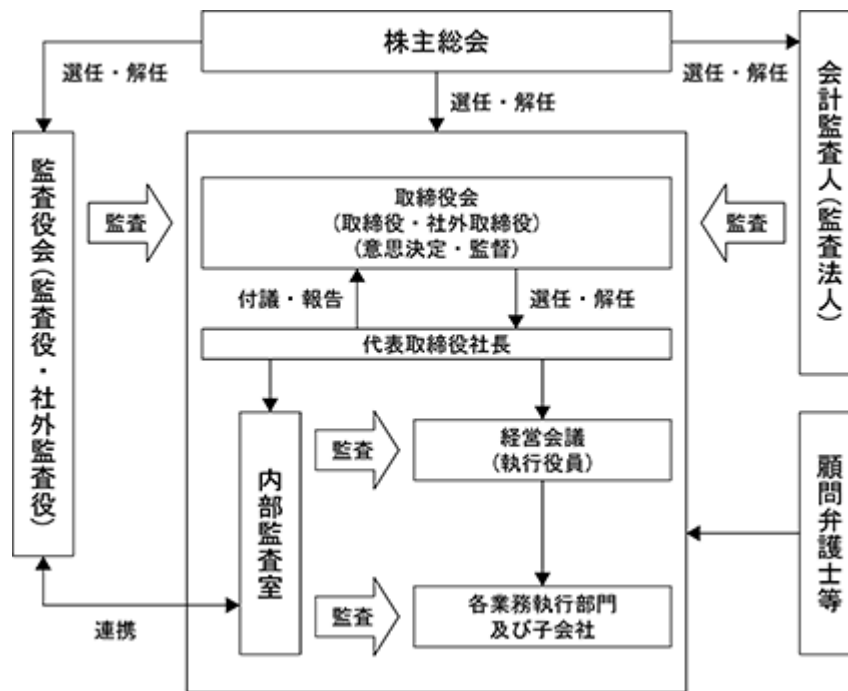 株主総会
選任・解任
選任・解任
選任・解任
監査役会(監査役・社外監査役)
監査
取締役会
(取締役・社外取締役)
(意思決定・監督)
監査
会計監査人(監査法人)
付議・報告
選任・解任
代表取締役社長
内部監査室
監査
経営会議
(執行役員)
顧問弁護士等
監査
各業務執行部門
及び子会社
連携